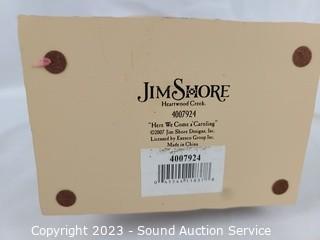 JIM SHORE
Heartwood Creek.
4007924
"Here We Come a'Caroling"
©2007 Jim Shore Designs, Inc.
Licensed by Enesco Group Inc.
Made in China
4007924
Copyright 2023 - Sound Auction Service